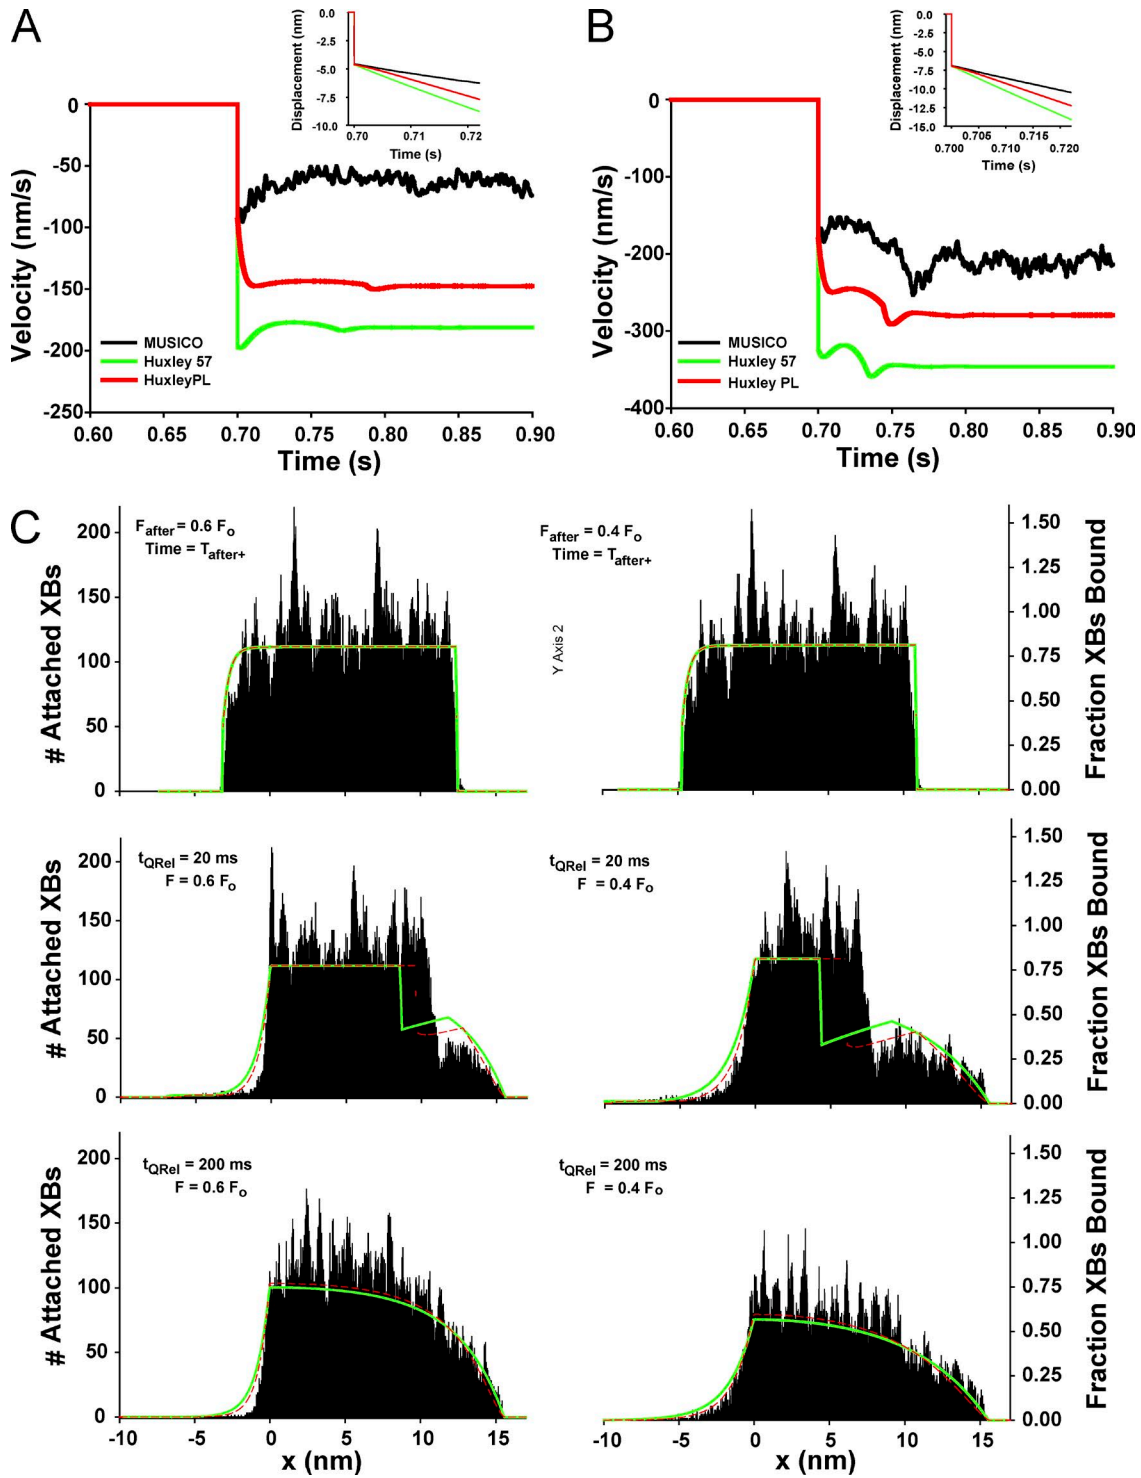 A
0
-50
-100
-150
-200
-250
Velocity (nm/s)
0.60
0.70
0.75
0.80
0.85
0.90
Time (s)
MUSICO
Huxley 57
HuxleyPL
0.0
-2.5
-5.0
-7.5
-10.0
Displacement (nm)
0.70
0.71
0.72
Time (s)
B
0
-100
-200
-300
-400
Velocity (nm/s)
0.60
0.70
0.75
0.80
0.85
0.90
Time (s)
MUSICO
Huxley 57
Huxley PL
0.0
-2.5
-5.0
-7.5
-10.0
-12.5
-15.0
Displacement (nm)
0.700
0.705
0.710
0.715
0.720
Time (s)
C
# Attached XBs
200
150
100
50
0
Fafter = 0.6 Fo
Time = Tafter+
Fafter = 0.4 Fo
Time = Tafter+
Y Axis 2
1.50
1.25
1.00
0.75
0.50
0.25
0.00
Fraction XBs Bound
# Attached XBs
200
150
100
50
0
tQRel = 20 ms
F = 0.6 Fo
-10
-5
0
5
10
15
tQRel = 20 ms
F = 0.4 Fo
-10
-5
0
5
10
15
1.50
1.25
1.00
0.75
0.50
0.25
0.00
Fraction XBs Bound
# Attached XBs
200
150
100
50
0
tQRel = 200 ms
F = 0.6 Fo
-10
-5
0
5
10
15
x (nm)
tQRel = 200 ms
F = 0.4 Fo
-10
-5
0
5
10
15
x (nm)
1.50
1.25
1.00
0.75
0.50
0.25
0.00
Fraction XBs Bound